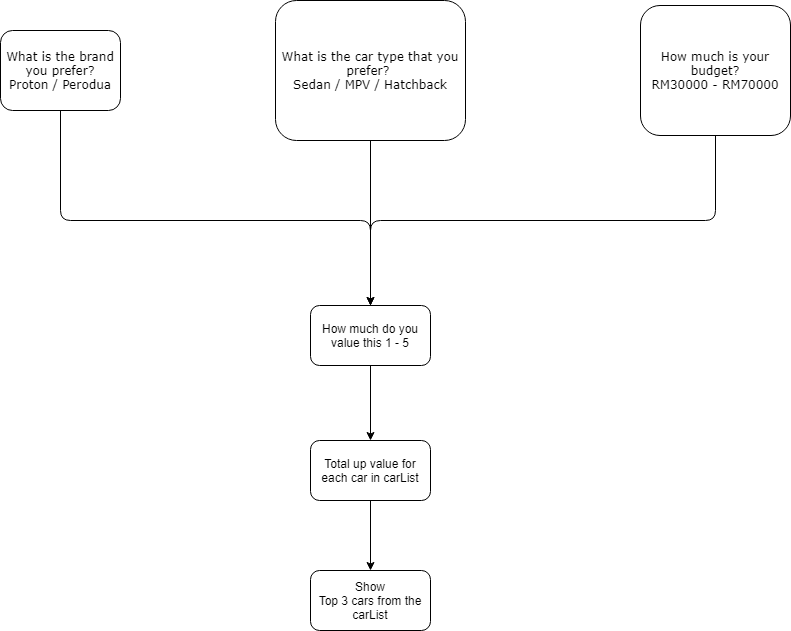 What is the brand
you prefer?
Proton / Perodua
What is the car type that you
prefer?
Sedan / MPV / Hatchback
How much is your
budget?
RM30000 - RM70000
How much do you
value this 1 - 5
Total up value for
each car in carList
Show
Top 3 cars from the
carList